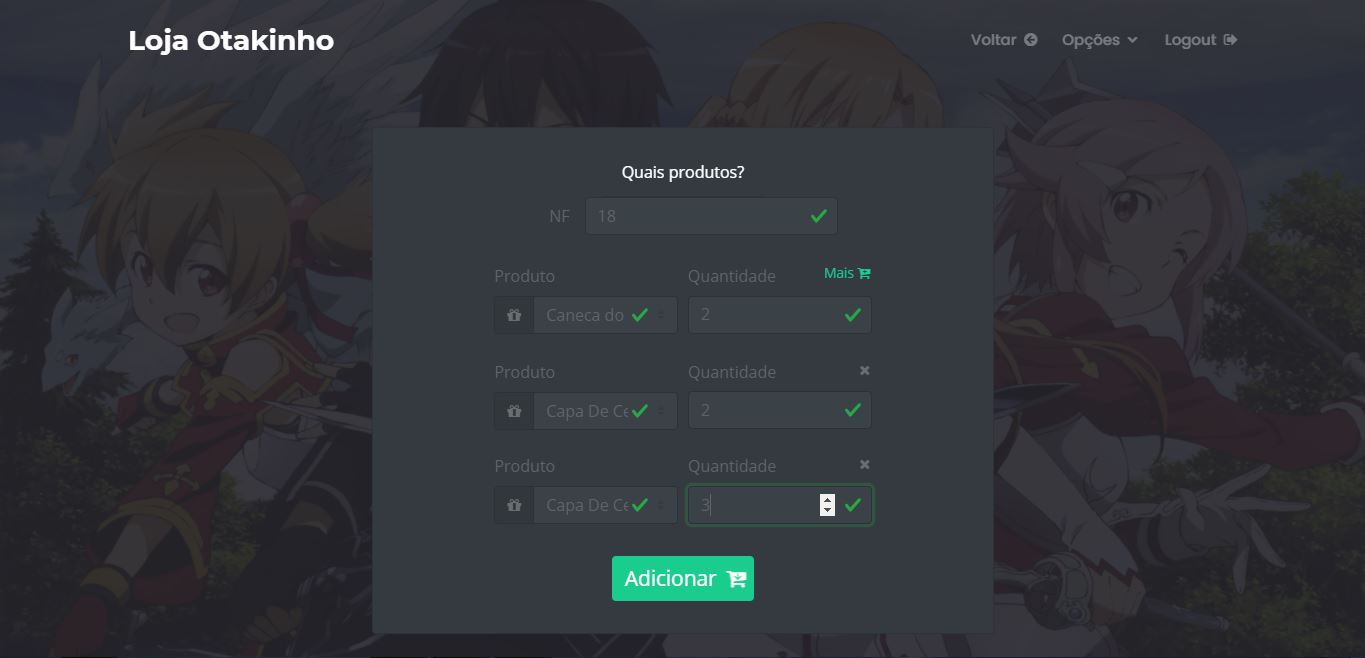 Loja Otakinho
Voltar Opções Logout
Quais produtos?
NF 18
Produto Quantidade Mais
Caneca do 2
Produto Quantidade
Capa De Ce 2
Produto Quantidade
Capa De Ce 3
Adicionar